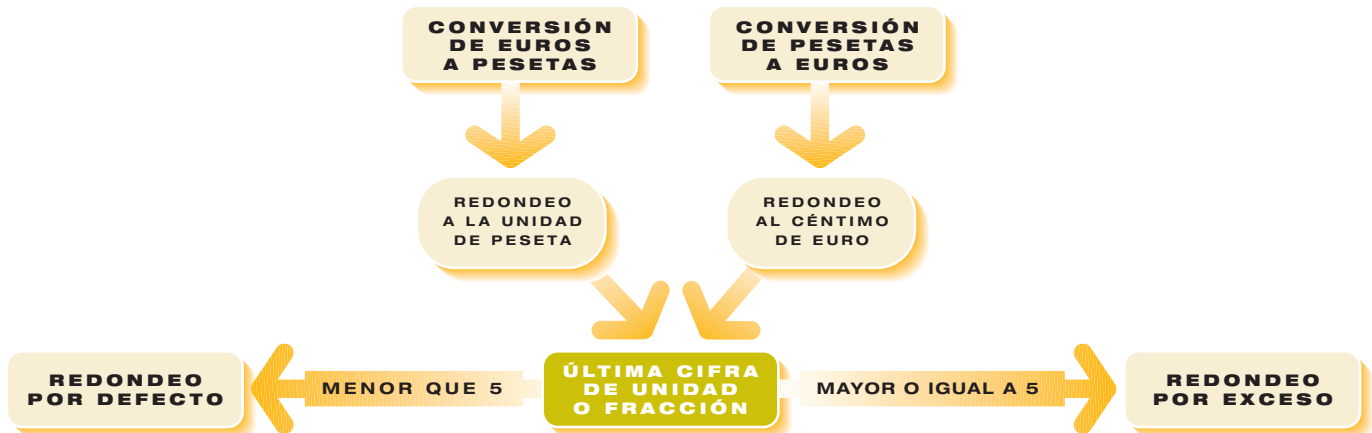 CONVERSIÓN
DE EUROS
A PESETAS
CONVERSIÓN
DE PESETAS
A EUROS
REDONDEO
A LA UNIDAD
DE PESETA
REDONDEO
AL CÉNTIMO
DE EURO
REDONDEO
POR DEFECTO
MENOR QUE 5
ÚLTIMA CIFRA
DE UNIDAD
O FRACCIÓN
MAYOR O IGUAL A 5
REDONDEO
POR EXCESO